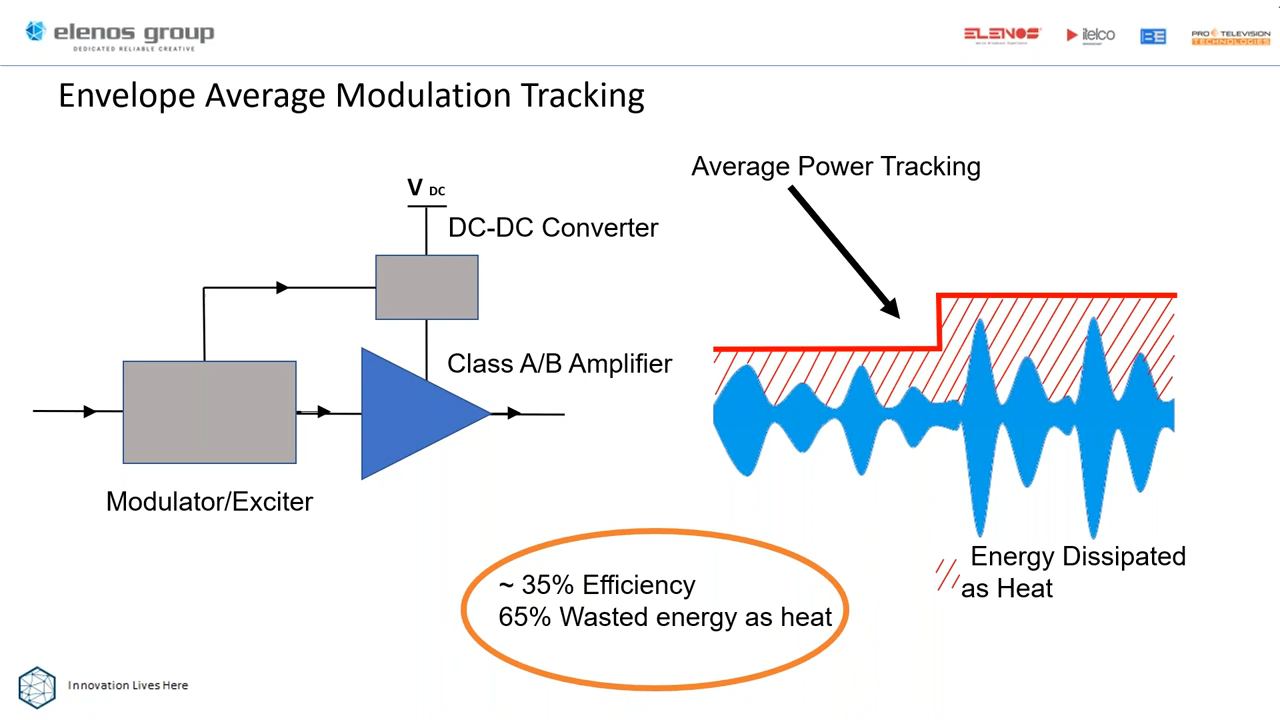 elenos group
DEDICATED RELIABLE CREATIVE
ELENOS
itelco
BE
PRO TELEVISION
TECHNOLOGIES
Envelope Average Modulation Tracking
Average Power Tracking
V DC
DC-DC Converter
Class A/B Amplifier
Modulator/Exciter
Energy Dissipated
as Heat
~ 35% Efficiency
65% Wasted energy as heat
Innovation Lives Here